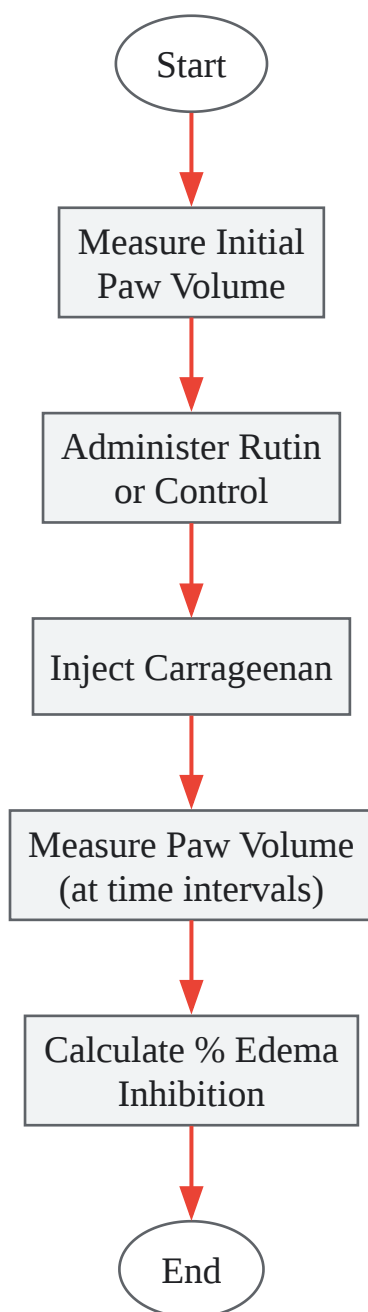 Start
Measure Initial
Paw Volume
Administer Rutin
or Control
Inject Carrageenan
Measure Paw Volume
(at time intervals)
Calculate % Edema
Inhibition
End